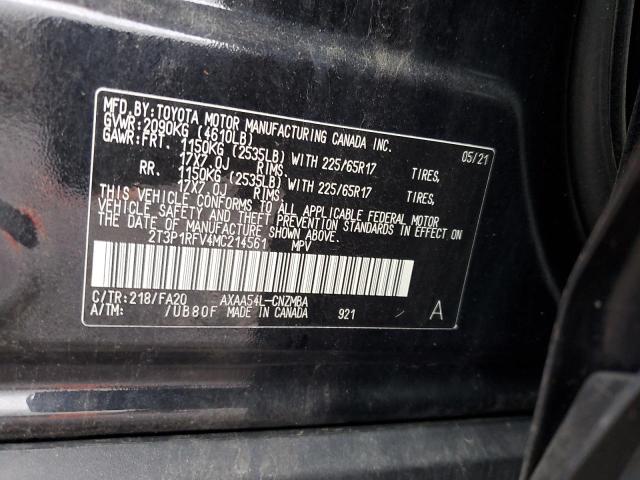 MFD.BY:TOYOTA MOTOR MANUFACTURING CANADA INC.
GVWR:2090KG (4610LB) 05/21
GAWR:FRT. 1150KG (2535LB) WITH 225/65R17 TIRES,
17X7.0J RIMS.
RR. 1150KG (2535LB) WITH 225/65R17 TIRES,
17X7.0J RIMS.
THIS VEHICLE CONFORMS TO ALL APPLICABLE FEDERAL MOTOR
VEHICLE SAFETY AND THEFT PREVENTION STANDARDS IN EFFECT
ON THE DATE OF MANUFACTURE SHOWN ABOVE.
2T3P1RFV4MC214561 MPV
C/TR:218/FA20 AXAA54L-CNZMBA
A/TM: /UB80F MADE IN CANADA 921 A